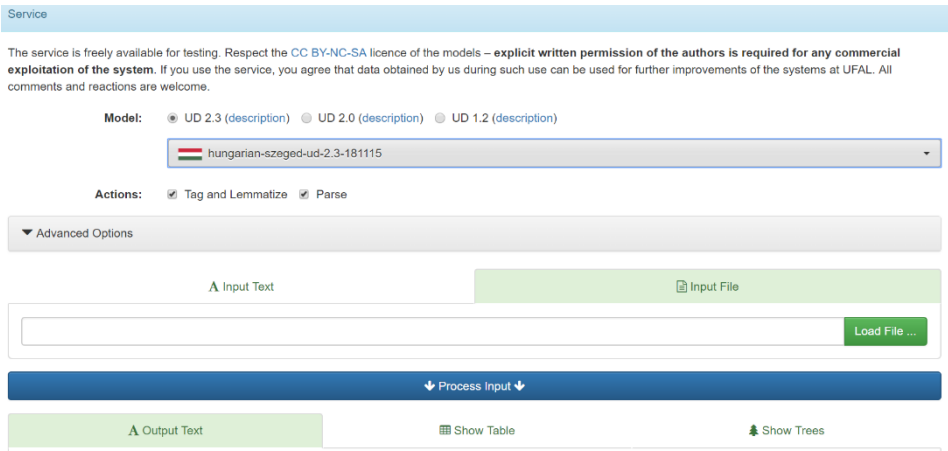 Service
The service is freely available for testing. Respect the CC BY-NC-SA licence of the models – explicit written permission of the authors is required for any commercial
exploitation of the system. If you use the service, you agree that data obtained by us during such use can be used for further improvements of the systems at UFAL. All
comments and reactions are welcome.
Model: UD 2.3 (description) UD 2.0 (description) UD 1.2 (description)
hungarian-szeged-ud-2.3-181115
Actions: Tag and Lemmatize Parse
Advanced Options
A Input Text Input File
Load File ...
Process Input
A Output Text Show Table Show Trees